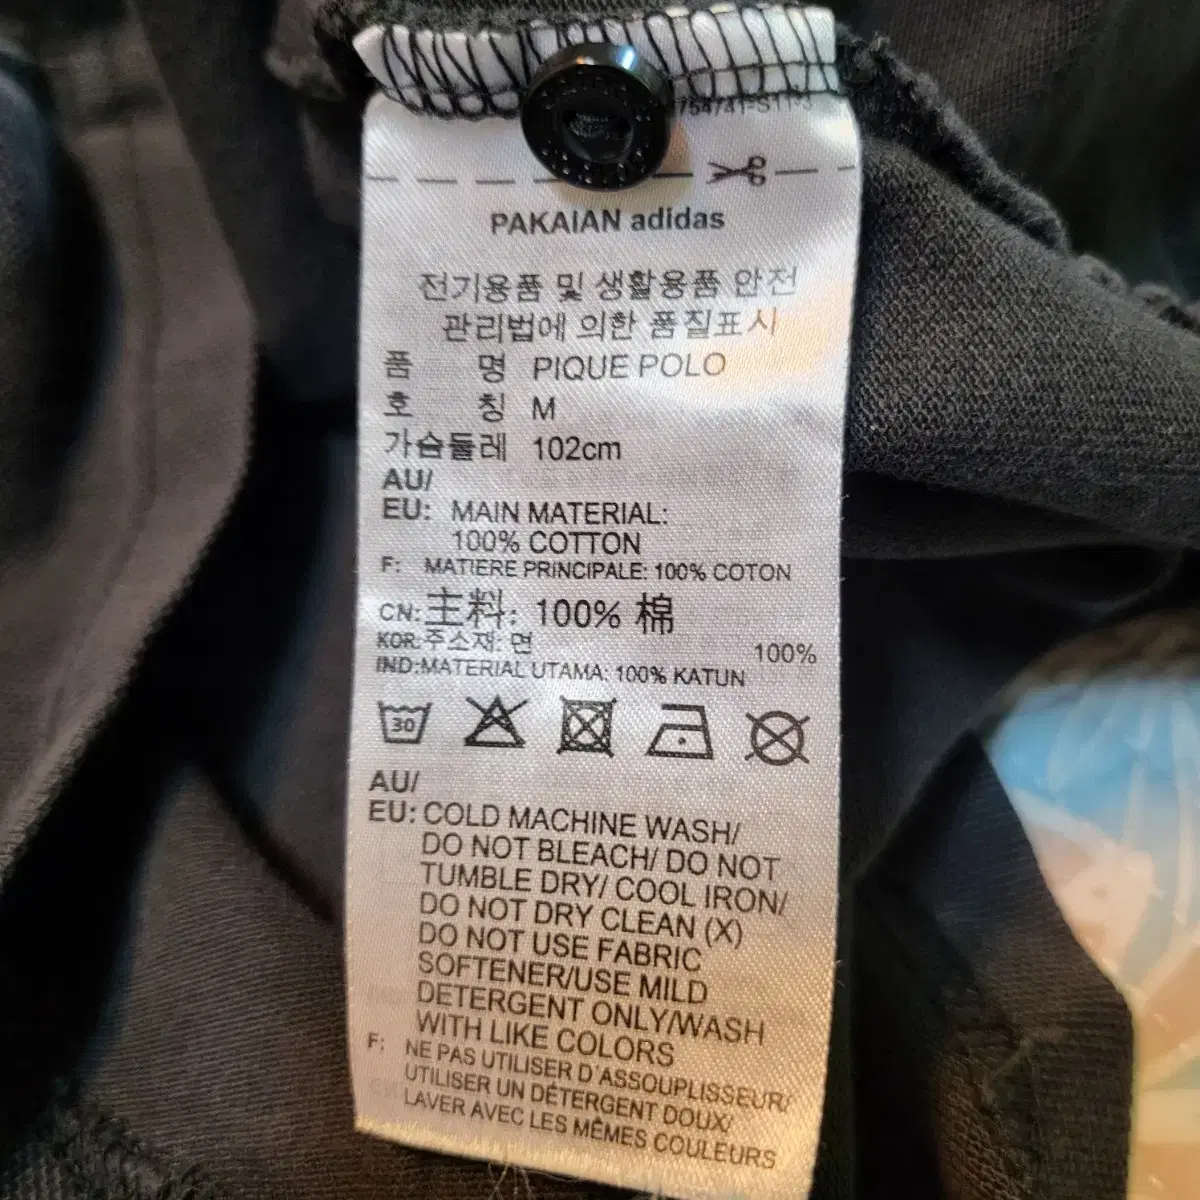 PAKAIAN adidas
전기용품 및 생활용품 안전
관리법에 의한 품질표시
품 명 PIQUE POLO
호 칭 M
가슴둘레 102cm
AU/
EU: MAIN MATERIAL:
100% COTTON
F: MATIERE PRINCIPALE: 100% COTON
CN: 主料: 100% 棉
KOR: 주소재: 면 100%
IND: MATERIAL UTAMA: 100% KATUN
30
AU/
EU: COLD MACHINE WASH/
DO NOT BLEACH/ DO NOT
TUMBLE DRY/ COOL IRON/
DO NOT DRY CLEAN (X)
DO NOT USE FABRIC
SOFTENER/USE MILD
DETERGENT ONLY/WASH
WITH LIKE COLORS
F: NE PAS UTILISER D'ASSOUPLISSEUR/
UTILISER UN DÉTERGENT DOUX/
LAVER AVEC LES MÊMES COULEURS